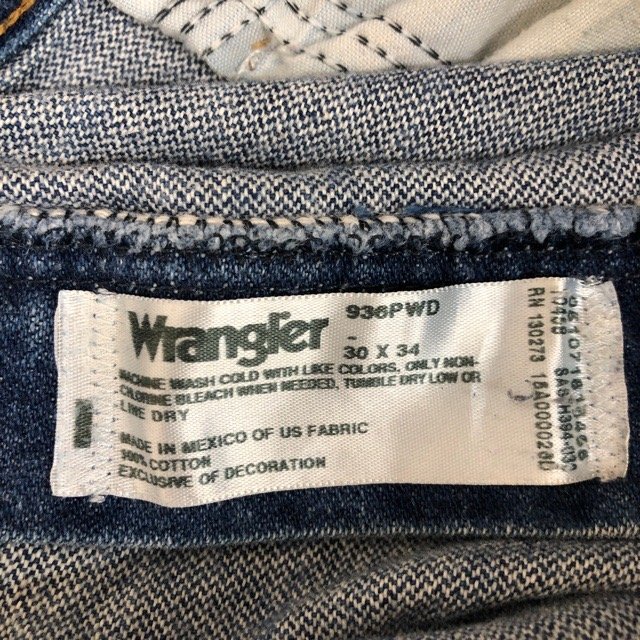 Wrangler
936PWD
-
30 X 34
MACHINE WASH COLD WITH LIKE COLORS, ONLY NON-
CHLORINE BLEACH WHEN NEEDED, TUMBLE DRY LOW OR
LINE DRY
MADE IN MEXICO OF US FABRIC
100% COTTON
EXCLUSIVE OF DECORATION
RN 130273